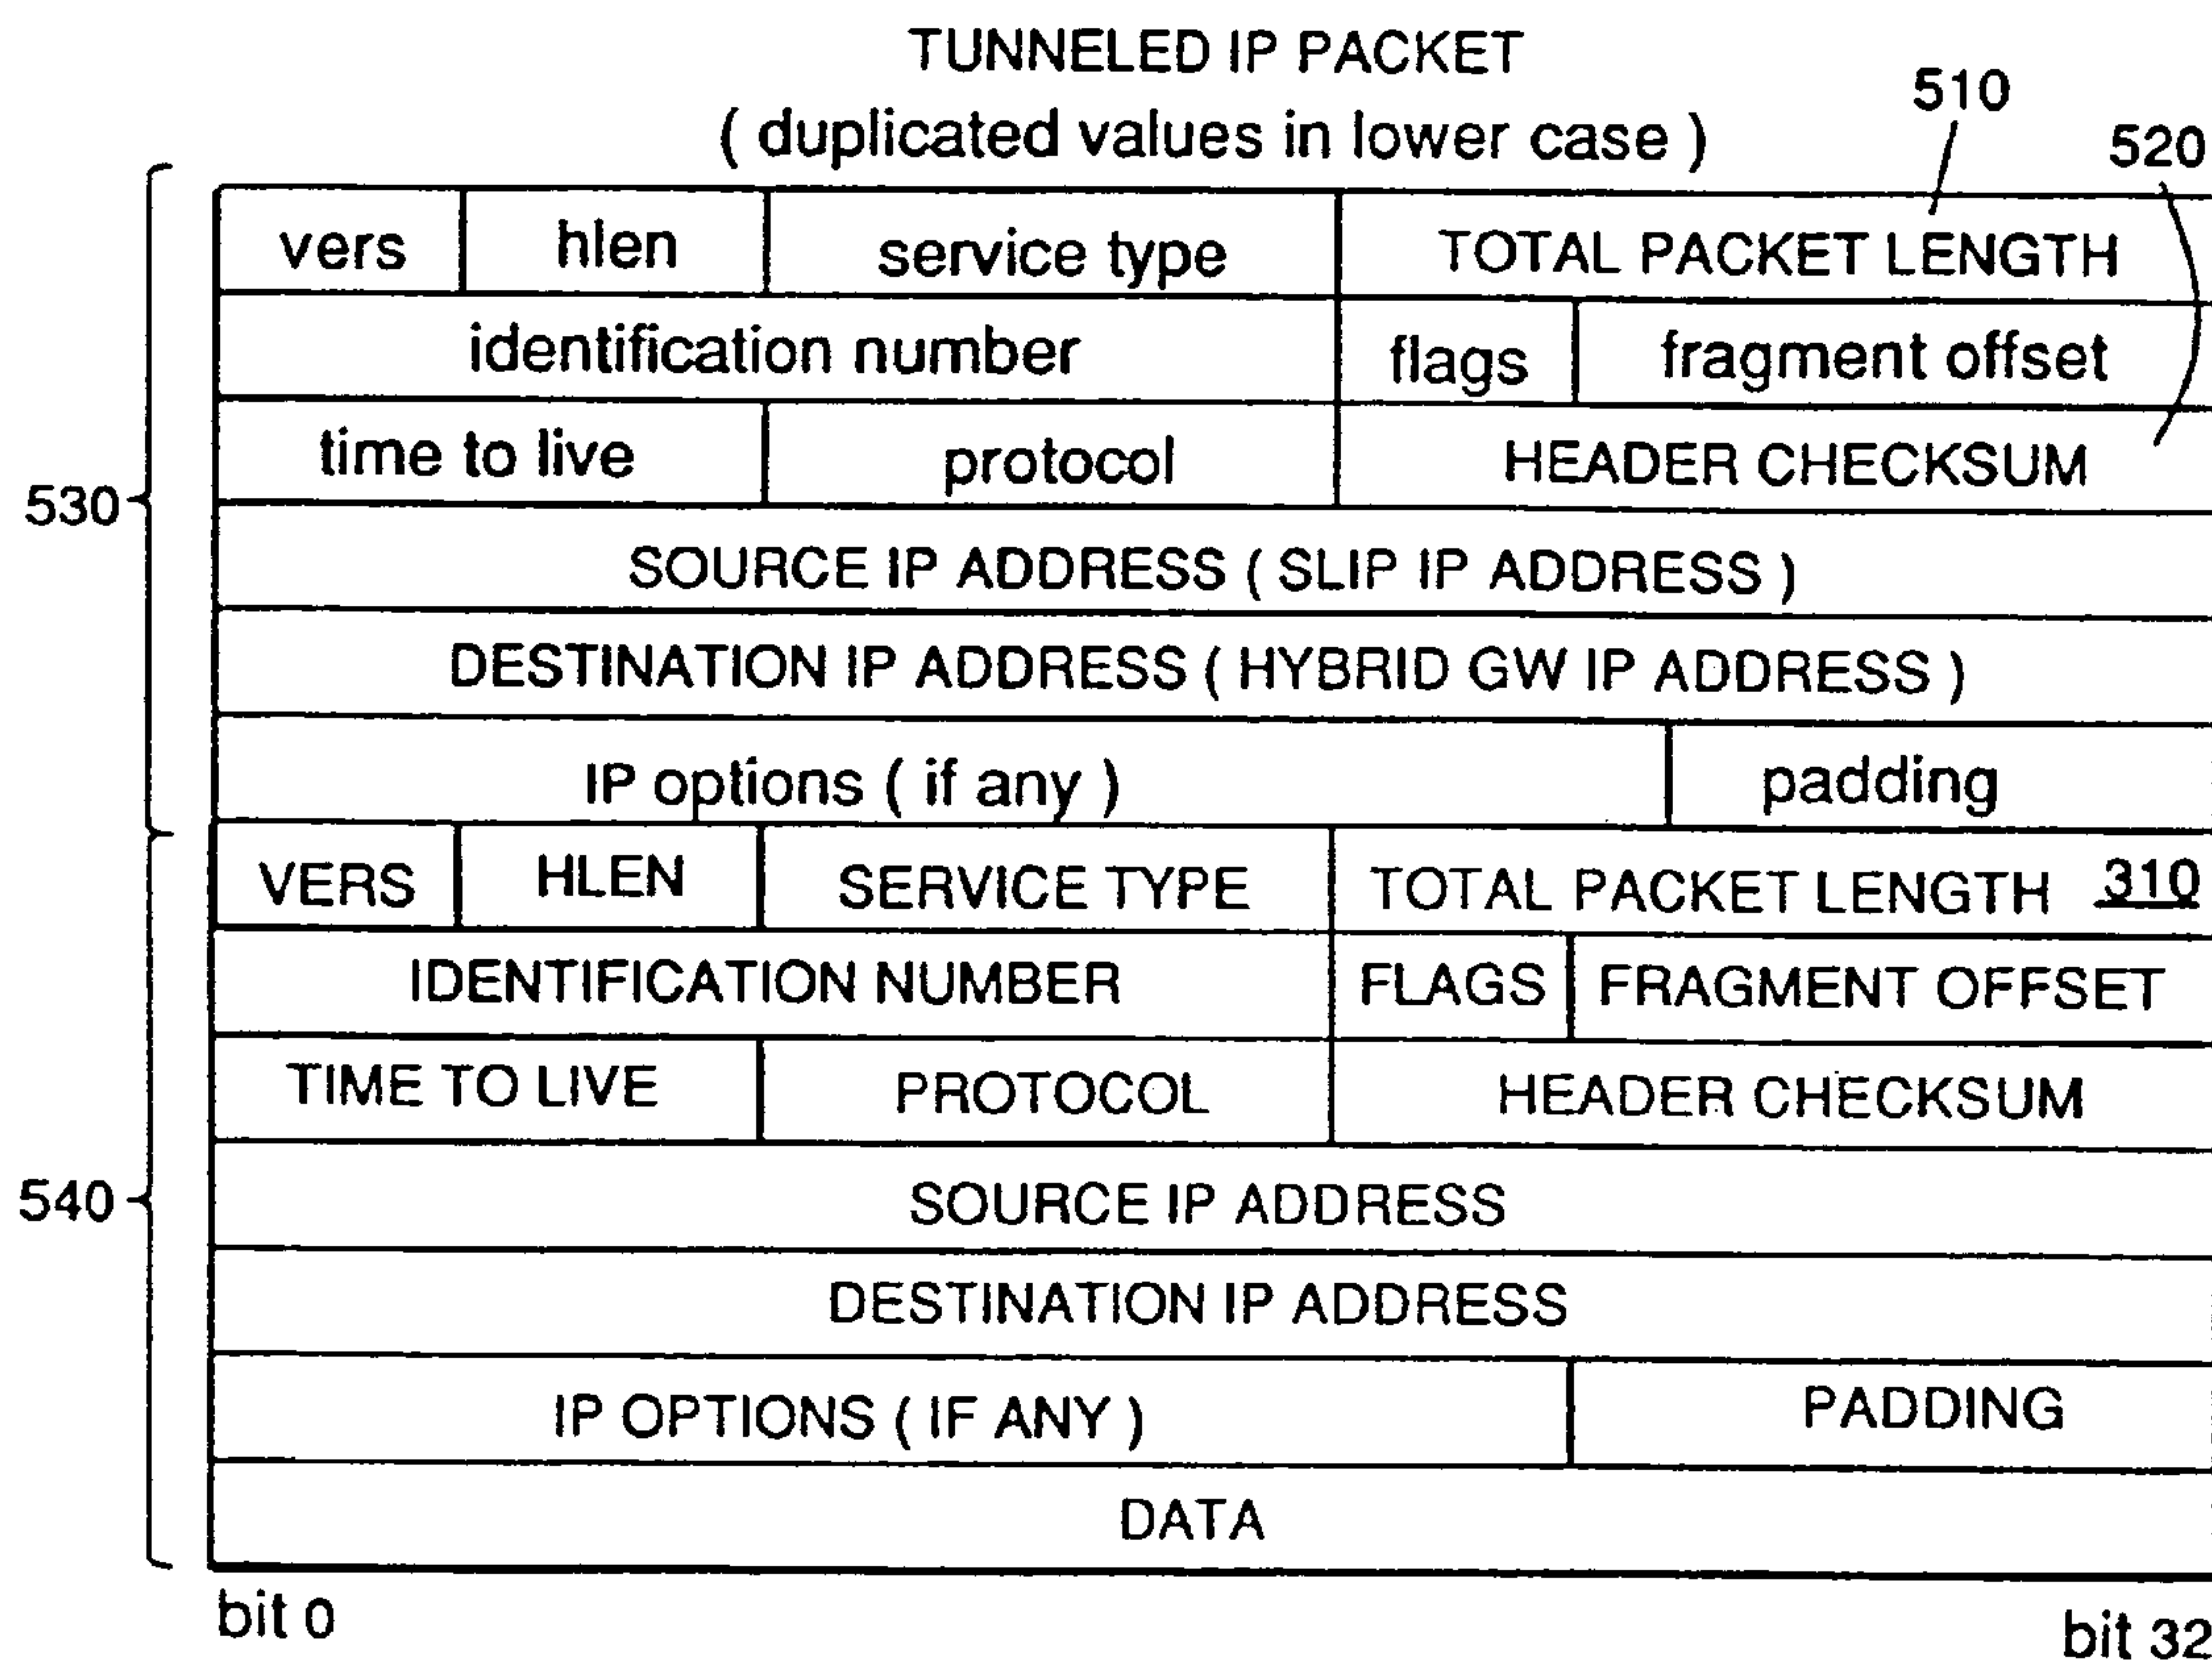 TUNNELED IP PACKET
( duplicated values in lower case )
510
520
vers hlen service type TOTAL PACKET LENGTH
identification number flags fragment offset
time to live protocol HEADER CHECKSUM
530
SOURCE IP ADDRESS ( SLIP IP ADDRESS )
DESTINATION IP ADDRESS ( HYBRID GW IP ADDRESS )
IP options ( if any ) padding
VERS HLEN SERVICE TYPE TOTAL PACKET LENGTH 310
IDENTIFICATION NUMBER FLAGS FRAGMENT OFFSET
TIME TO LIVE PROTOCOL HEADER CHECKSUM
540
SOURCE IP ADDRESS
DESTINATION IP ADDRESS
IP OPTIONS ( IF ANY ) PADDING
DATA
bit 0 bit 32